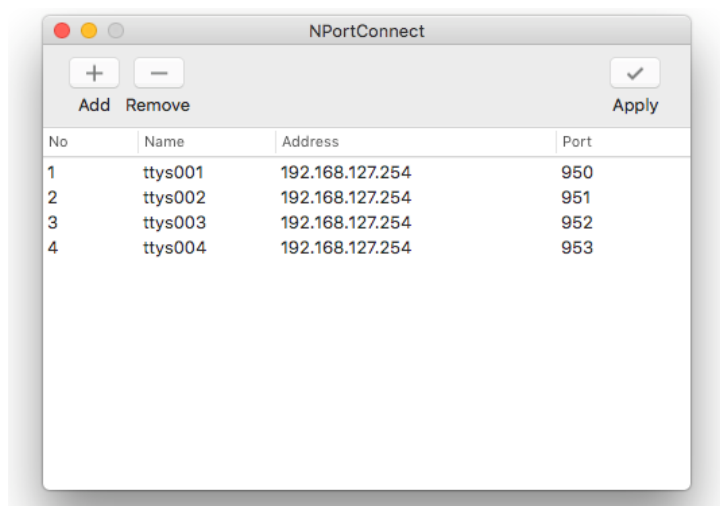 NPortConnect
Add Remove Apply
No Name Address Port
1 ttys001 192.168.127.254 950
2 ttys002 192.168.127.254 951
3 ttys003 192.168.127.254 952
4 ttys004 192.168.127.254 953